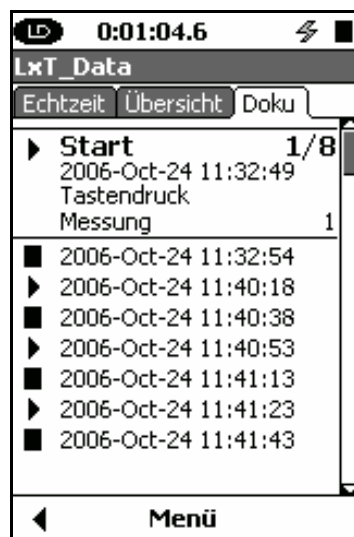 LD 0:01:04.6
LxT_Data
Echtzeit Übersicht Doku
Start 1/8
2006-Oct-24 11:32:49
Tastendruck
Messung 1
2006-Oct-24 11:32:54
2006-Oct-24 11:40:18
2006-Oct-24 11:40:38
2006-Oct-24 11:40:53
2006-Oct-24 11:41:13
2006-Oct-24 11:41:23
2006-Oct-24 11:41:43
Menü